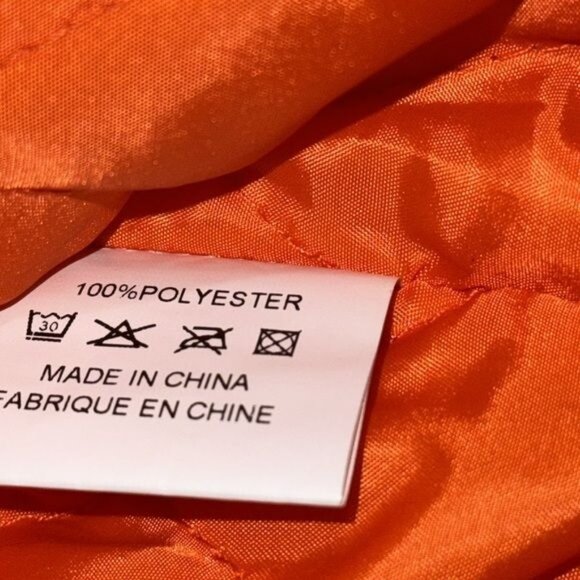 100%POLYESTER
30
MADE IN CHINA
FABRIQUE EN CHINE